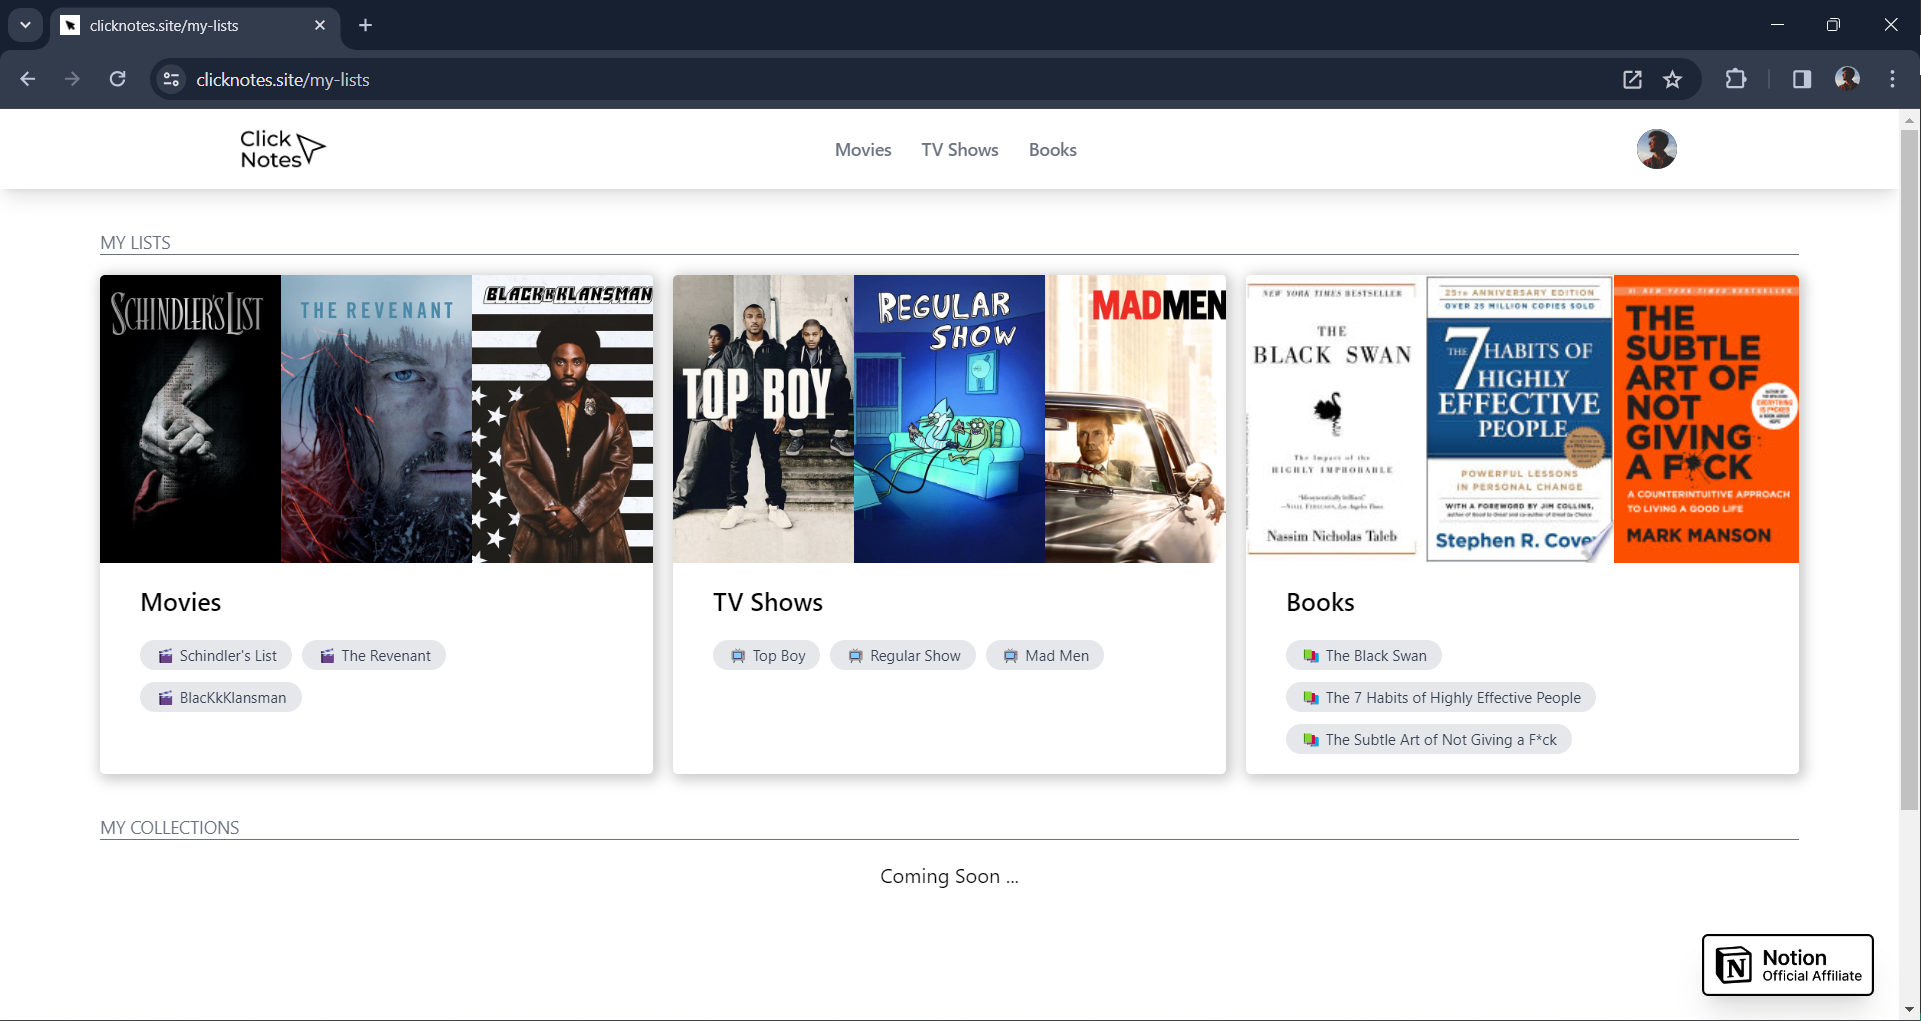 clicknotes.site/my-lists
clicknotes.site/my-lists
Click
Notes
Movies
TV Shows
Books
MY LISTS
SCHINDLER'S LIST
THE REVENANT
BLACKkKLANSMAN
TOP BOY
REGULAR
SHOW
MADMEN
NEW YORK TIMES BESTSELLER
THE
BLACK SWAN
The Impact of the
HIGHLY IMPROBABLE
Nassim Nicholas Taleb
25TH ANNIVERSARY EDITION
OVER 25 MILLION COPIES SOLD
THE 7 HABITS OF
HIGHLY
EFFECTIVE
PEOPLE
POWERFUL LESSONS
IN PERSONAL CHANGE
WITH A FOREWORD BY JIM COLLINS,
Stephen R. Cove
#1 NEW YORK TIMES BESTSELLER
THE
SUBTLE
ART OF
NOT
GIVING
A F*CK
A COUNTERINTUITIVE APPROACH
TO LIVING A GOOD LIFE
MARK MANSON
Movies
Schindler's List
The Revenant
BlacKkKlansman
TV Shows
Top Boy
Regular Show
Mad Men
Books
The Black Swan
The 7 Habits of Highly Effective People
The Subtle Art of Not Giving a F*ck
MY COLLECTIONS
Coming Soon ...
Notion
Official Affiliate